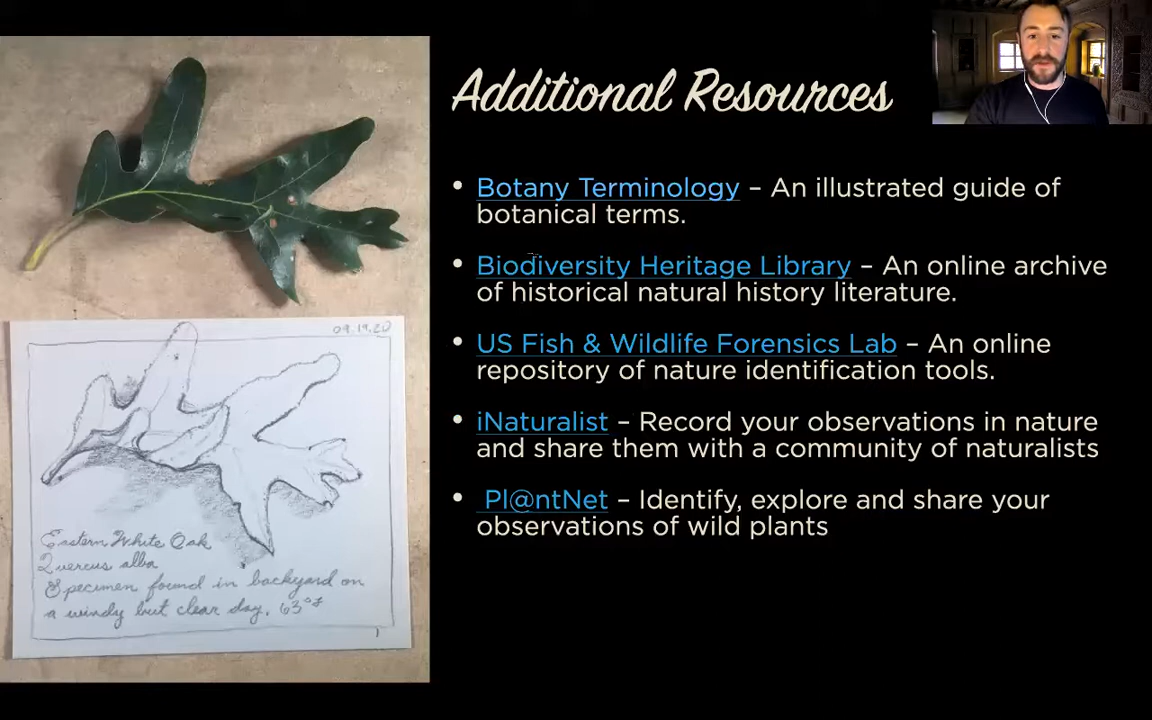 Additional Resources
• Botany Terminology – An illustrated guide of
botanical terms.
• Biodiversity Heritage Library – An online archive
of historical natural history literature.
• US Fish & Wildlife Forensics Lab – An online
repository of nature identification tools.
• iNaturalist – Record your observations in nature
and share them with a community of naturalists
• Pl@ntNet – Identify, explore and share your
observations of wild plants
09.19.20
Eastern White Oak
Quercus alba
Specimen found in backyard on
a windy but clear day. 63°f
1